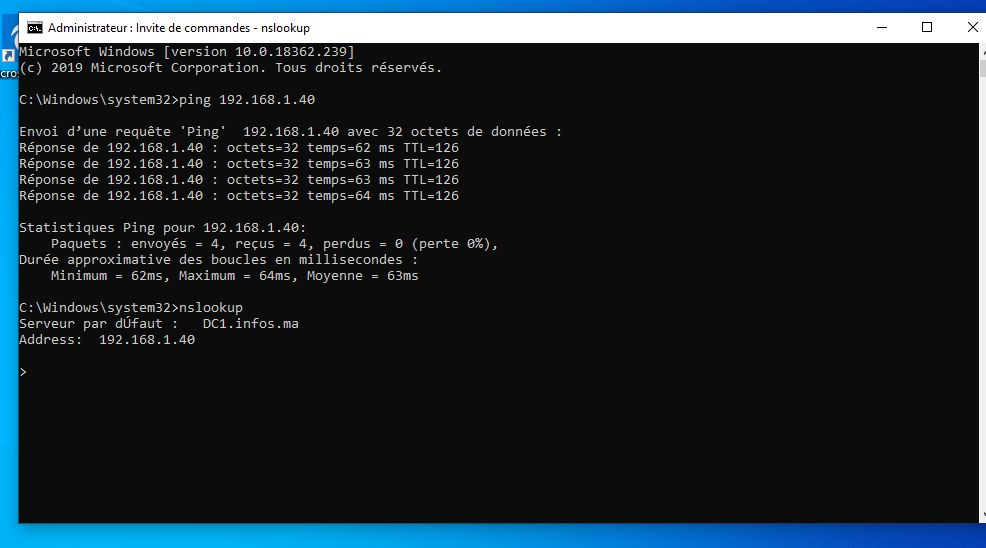 Administrateur : Invite de commandes - nslookup
Microsoft Windows [version 10.0.18362.239]
(c) 2019 Microsoft Corporation. Tous droits réservés.
C:\Windows\system32>ping 192.168.1.40
Envoi d’une requête 'Ping'  192.168.1.40 avec 32 octets de données :
Réponse de 192.168.1.40 : octets=32 temps=62 ms TTL=126
Réponse de 192.168.1.40 : octets=32 temps=63 ms TTL=126
Réponse de 192.168.1.40 : octets=32 temps=63 ms TTL=126
Réponse de 192.168.1.40 : octets=32 temps=64 ms TTL=126
Statistiques Ping pour 192.168.1.40:
    Paquets : envoyés = 4, reçus = 4, perdus = 0 (perte 0%),
Durée approximative des boucles en millisecondes :
    Minimum = 62ms, Maximum = 64ms, Moyenne = 63ms
C:\Windows\system32>nslookup
Serveur par dÚfaut :   DC1.infos.ma
Address:  192.168.1.40
>